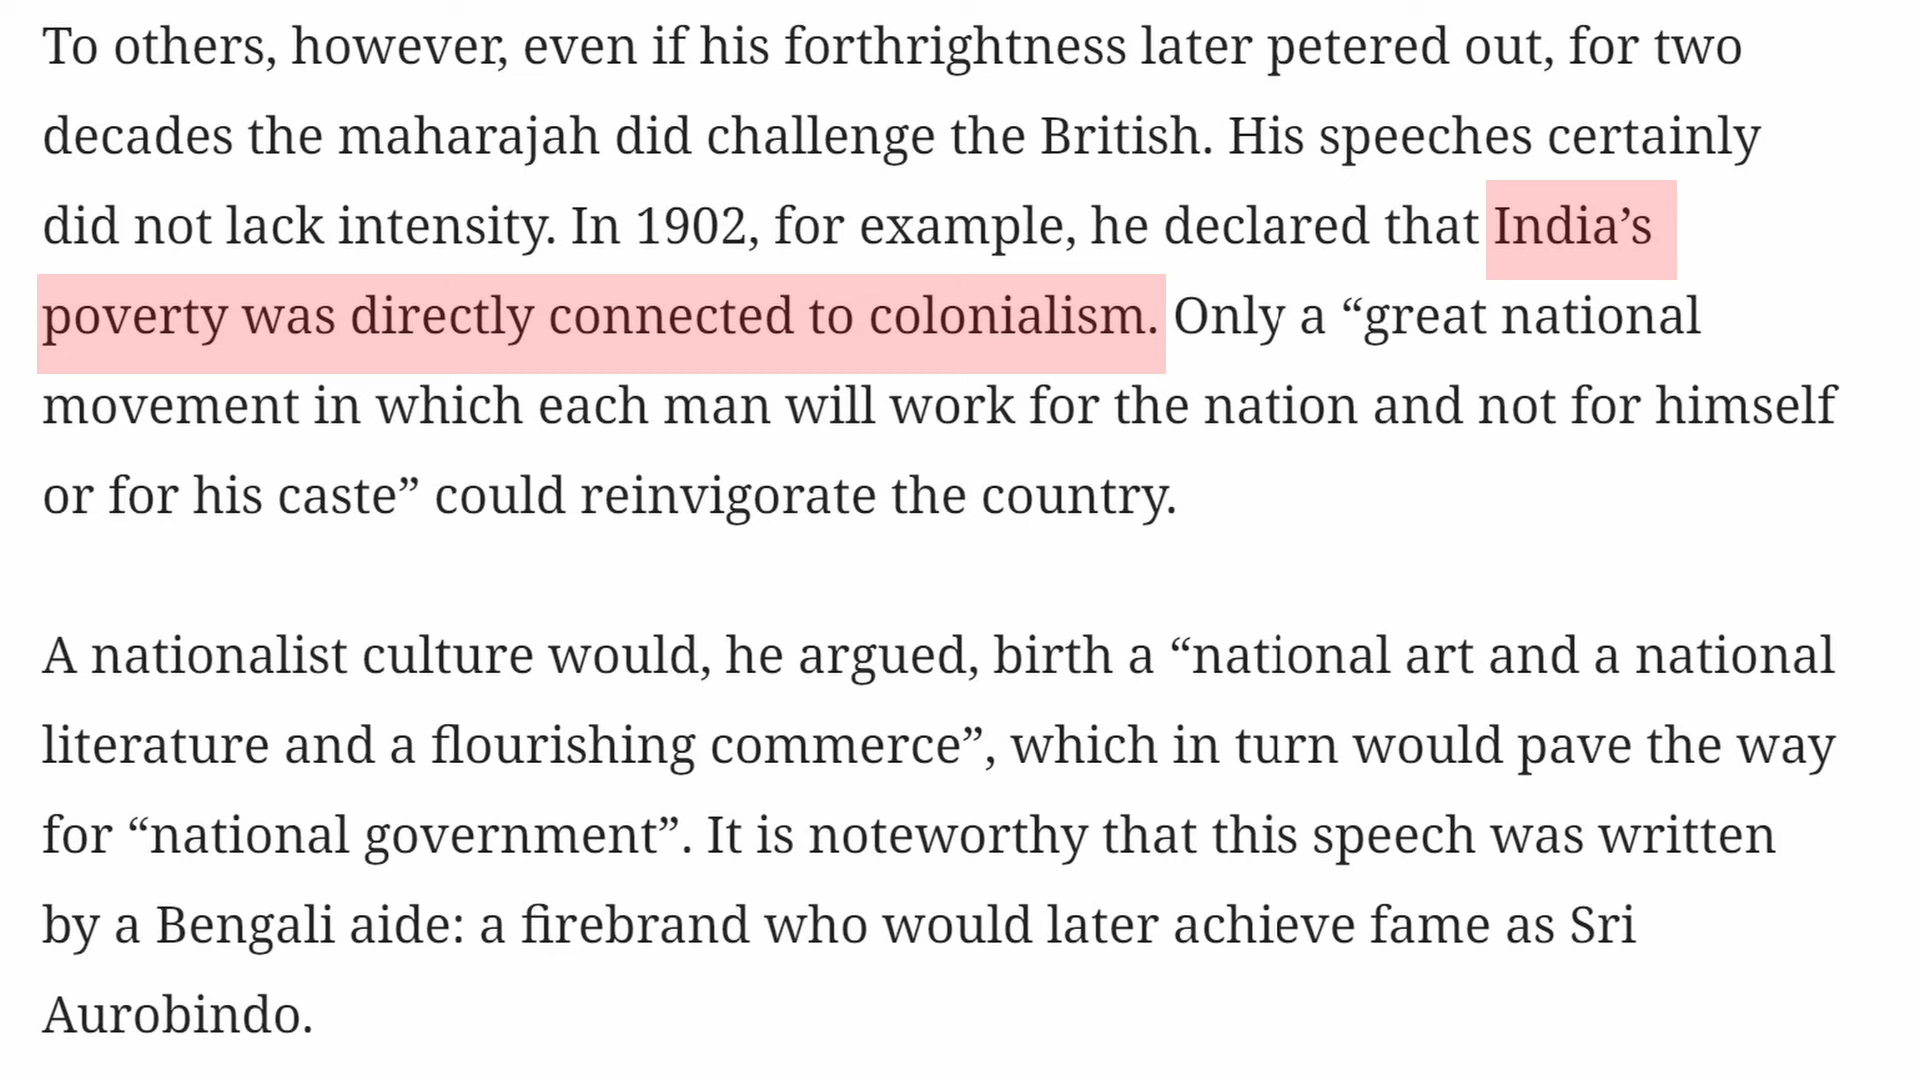 To others, however, even if his forthrightness later petered out, for two
decades the maharajah did challenge the British. His speeches certainly
did not lack intensity. In 1902, for example, he declared that India’s
poverty was directly connected to colonialism. Only a “great national
movement in which each man will work for the nation and not for himself
or for his caste” could reinvigorate the country.
A nationalist culture would, he argued, birth a “national art and a national
literature and a flourishing commerce”, which in turn would pave the way
for “national government”. It is noteworthy that this speech was written
by a Bengali aide: a firebrand who would later achieve fame as Sri
Aurobindo.